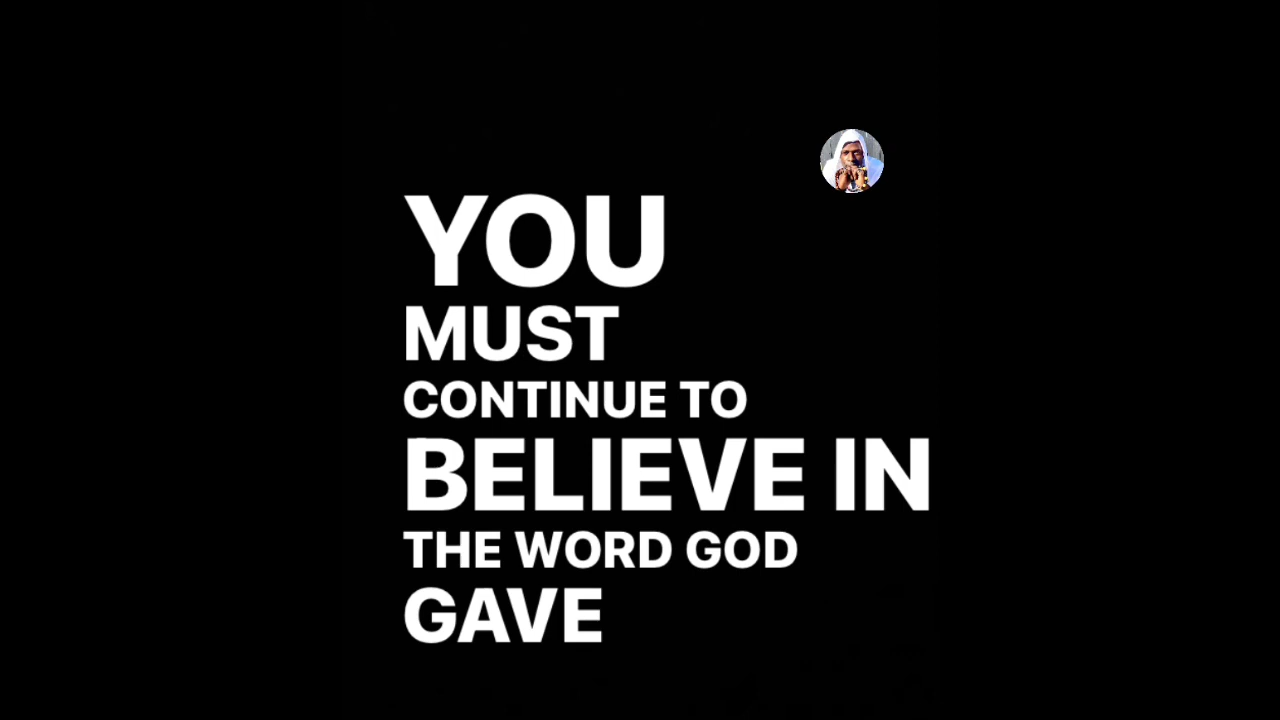 YOU
MUST
CONTINUE TO
BELIEVE IN
THE WORD GOD
GAVE